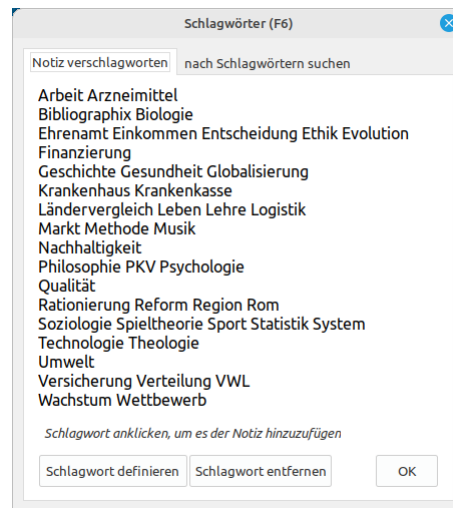 Schlagwörter (F6)
Notiz verschlagworten nach Schlagwörtern suchen
Arbeit Arzneimittel
Bibliographix Biologie
Ehrenamt Einkommen Entscheidung Ethik Evolution
Finanzierung
Geschichte Gesundheit Globalisierung
Krankenhaus Krankenkasse
Ländervergleich Leben Lehre Logistik
Markt Methode Musik
Nachhaltigkeit
Philosophie PKV Psychologie
Qualität
Rationierung Reform Region Rom
Soziologie Spieltheorie Sport Statistik System
Technologie Theologie
Umwelt
Versicherung Verteilung VWL
Wachstum Wettbewerb
Schlagwort anklicken, um es der Notiz hinzuzufügen
Schlagwort definieren Schlagwort entfernen OK